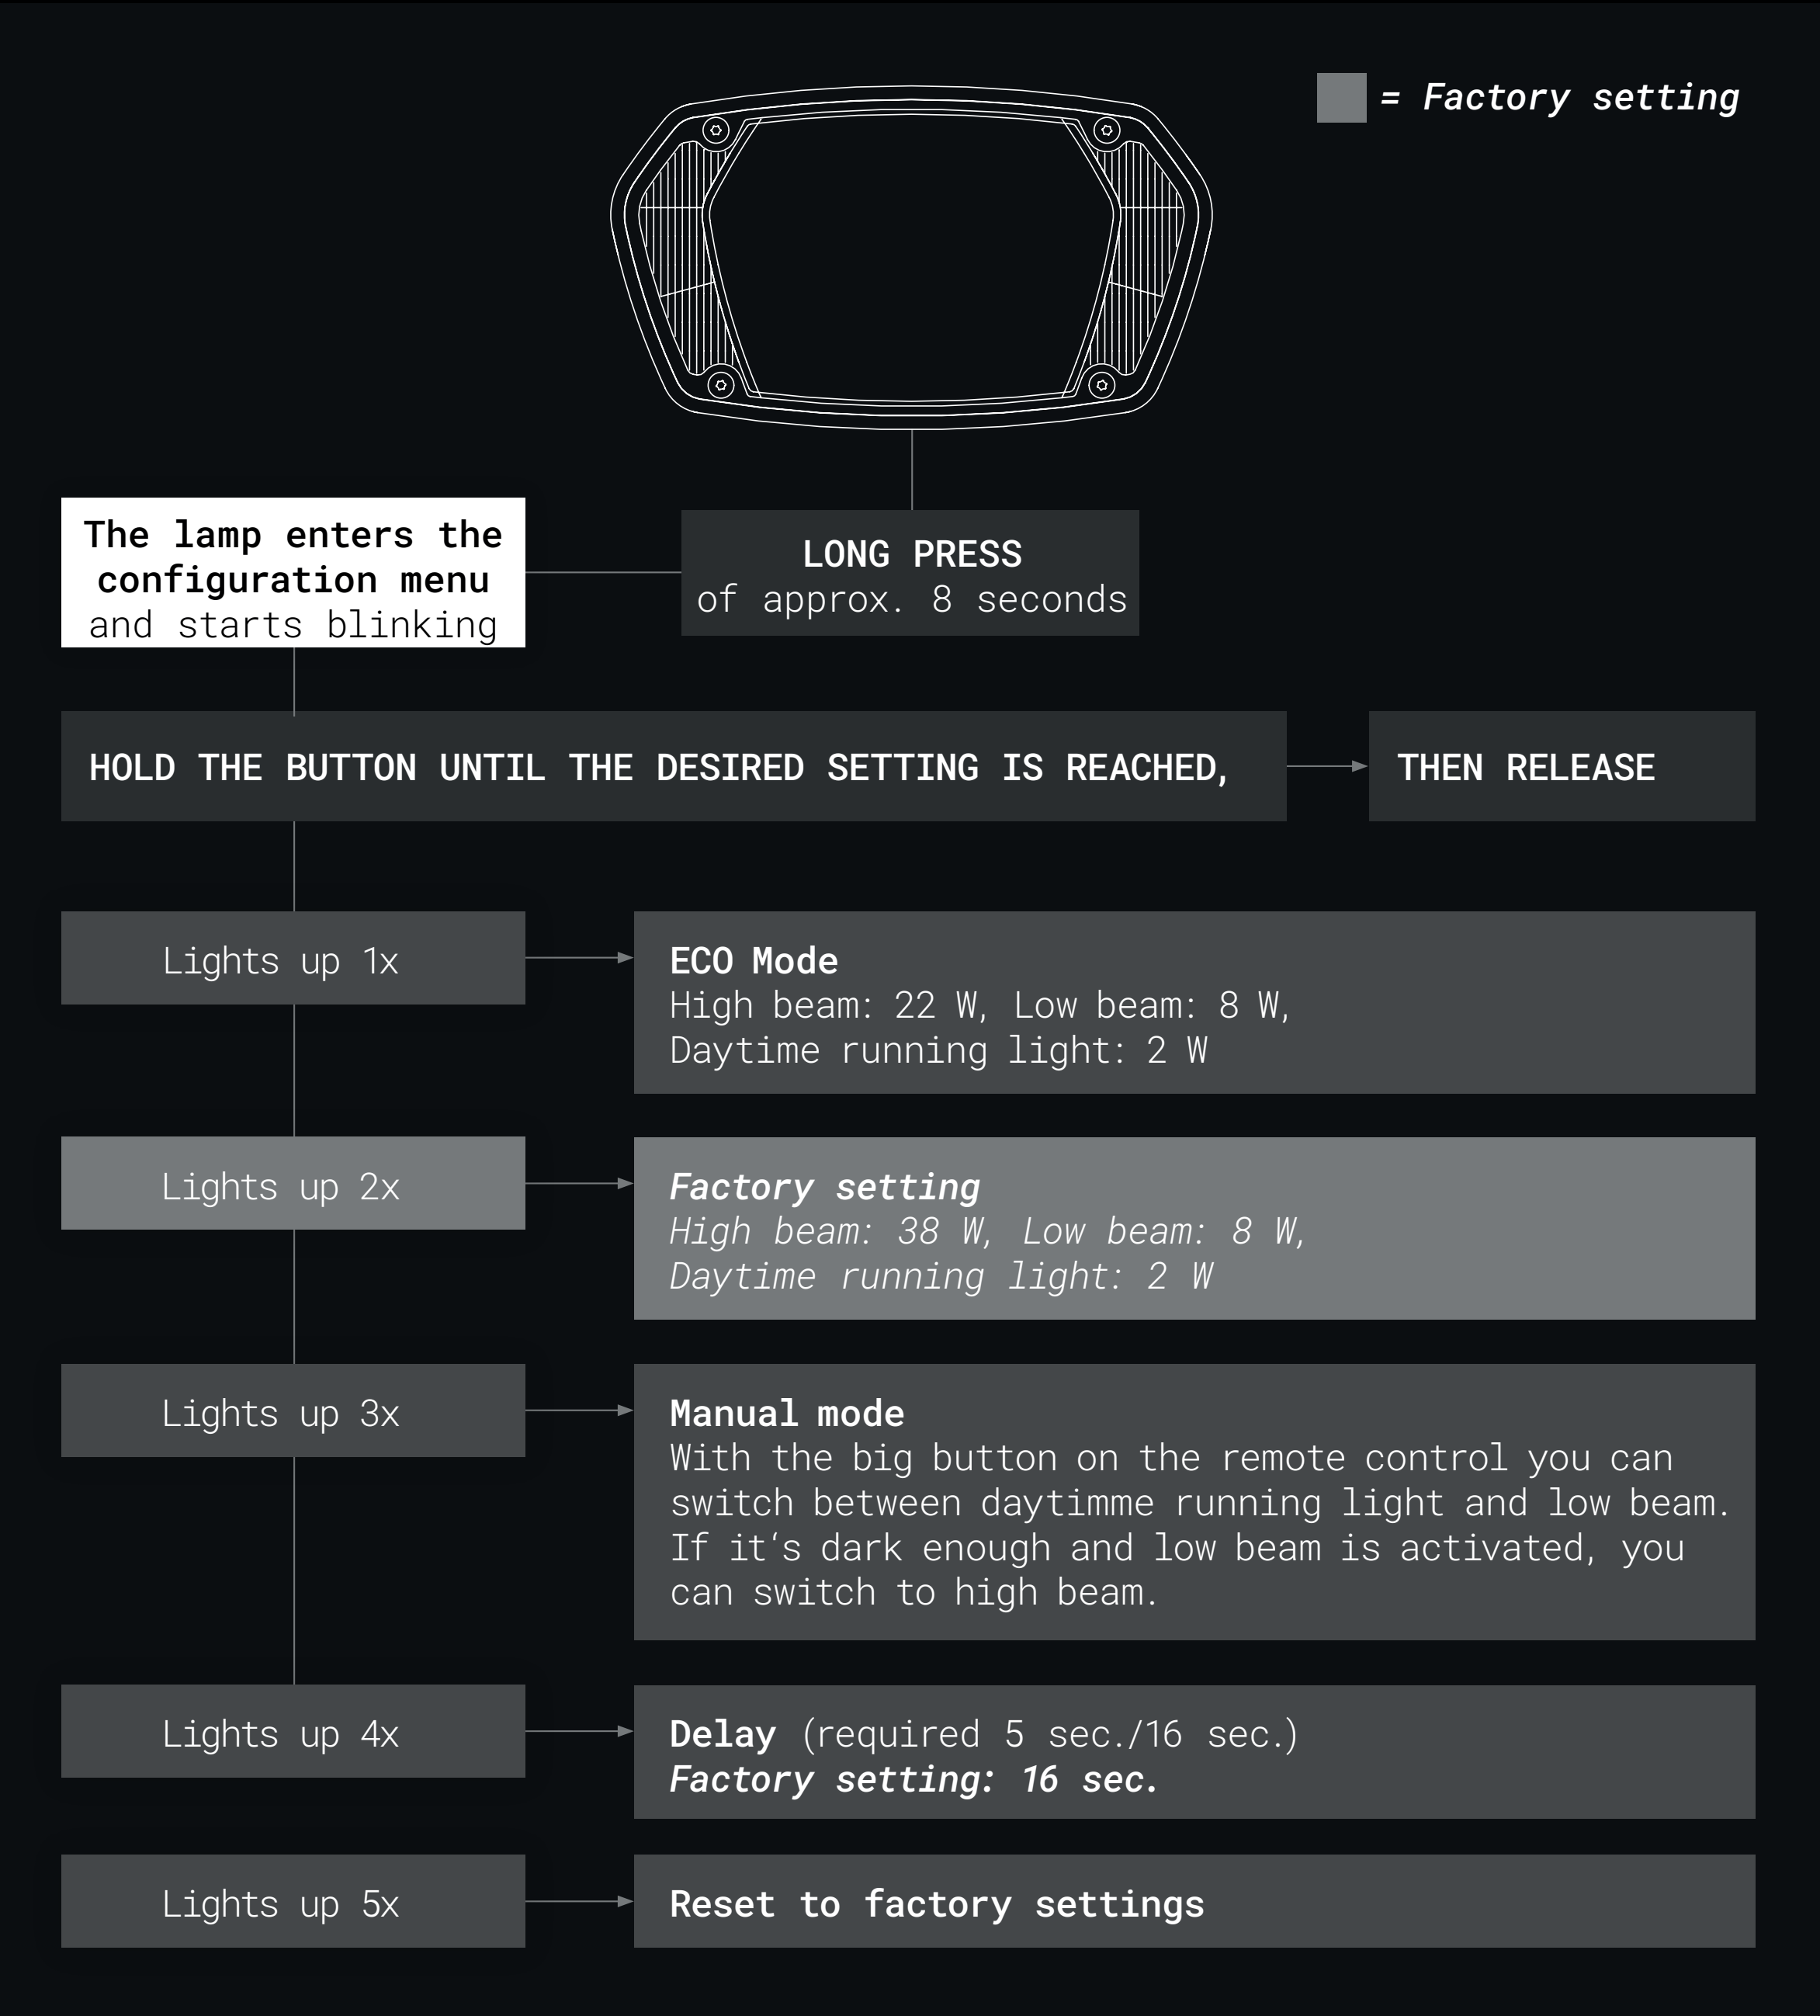 = Factory setting
The lamp enters the
configuration menu
and starts blinking
LONG PRESS
of approx. 8 seconds
HOLD THE BUTTON UNTIL THE DESIRED SETTING IS REACHED,
THEN RELEASE
Lights up 1x
ECO Mode
High beam: 22 W, Low beam: 8 W,
Daytime running light: 2 W
Lights up 2x
Factory setting
High beam: 38 W, Low beam: 8 W,
Daytime running light: 2 W
Lights up 3x
Manual mode
With the big button on the remote control you can
switch between daytimme running light and low beam.
If it‘s dark enough and low beam is activated, you
can switch to high beam.
Lights up 4x
Delay (required 5 sec./16 sec.)
Factory setting: 16 sec.
Lights up 5x
Reset to factory settings